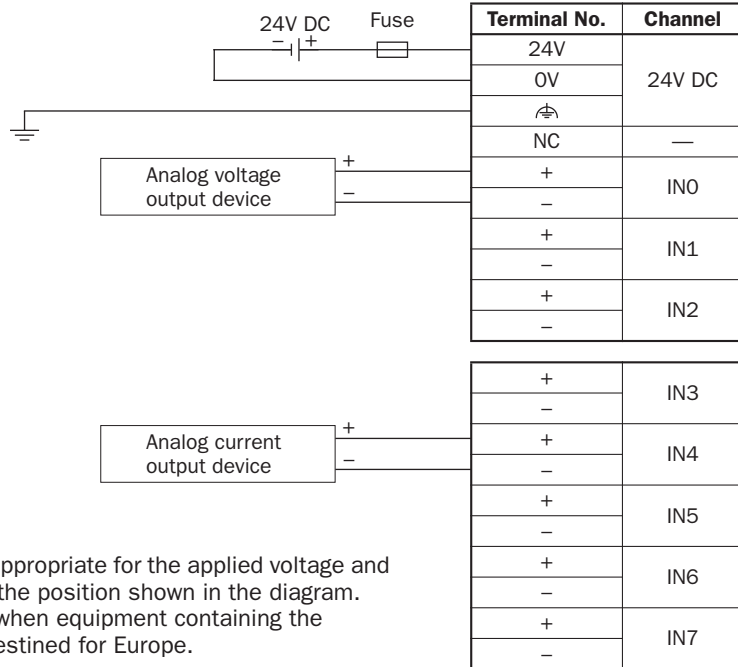 24V DC
Fuse
– +
Terminal No. Channel
24V
0V
24V DC
NC —
Analog voltage
output device
+
–
+
–
IN0
+
–
IN1
+
–
IN2
+
–
IN3
Analog current
output device
+
–
+
–
IN4
+
–
IN5
+
–
IN6
+
–
IN7
ppropriate for the applied voltage and
the position shown in the diagram.
when equipment containing the
estined for Europe.